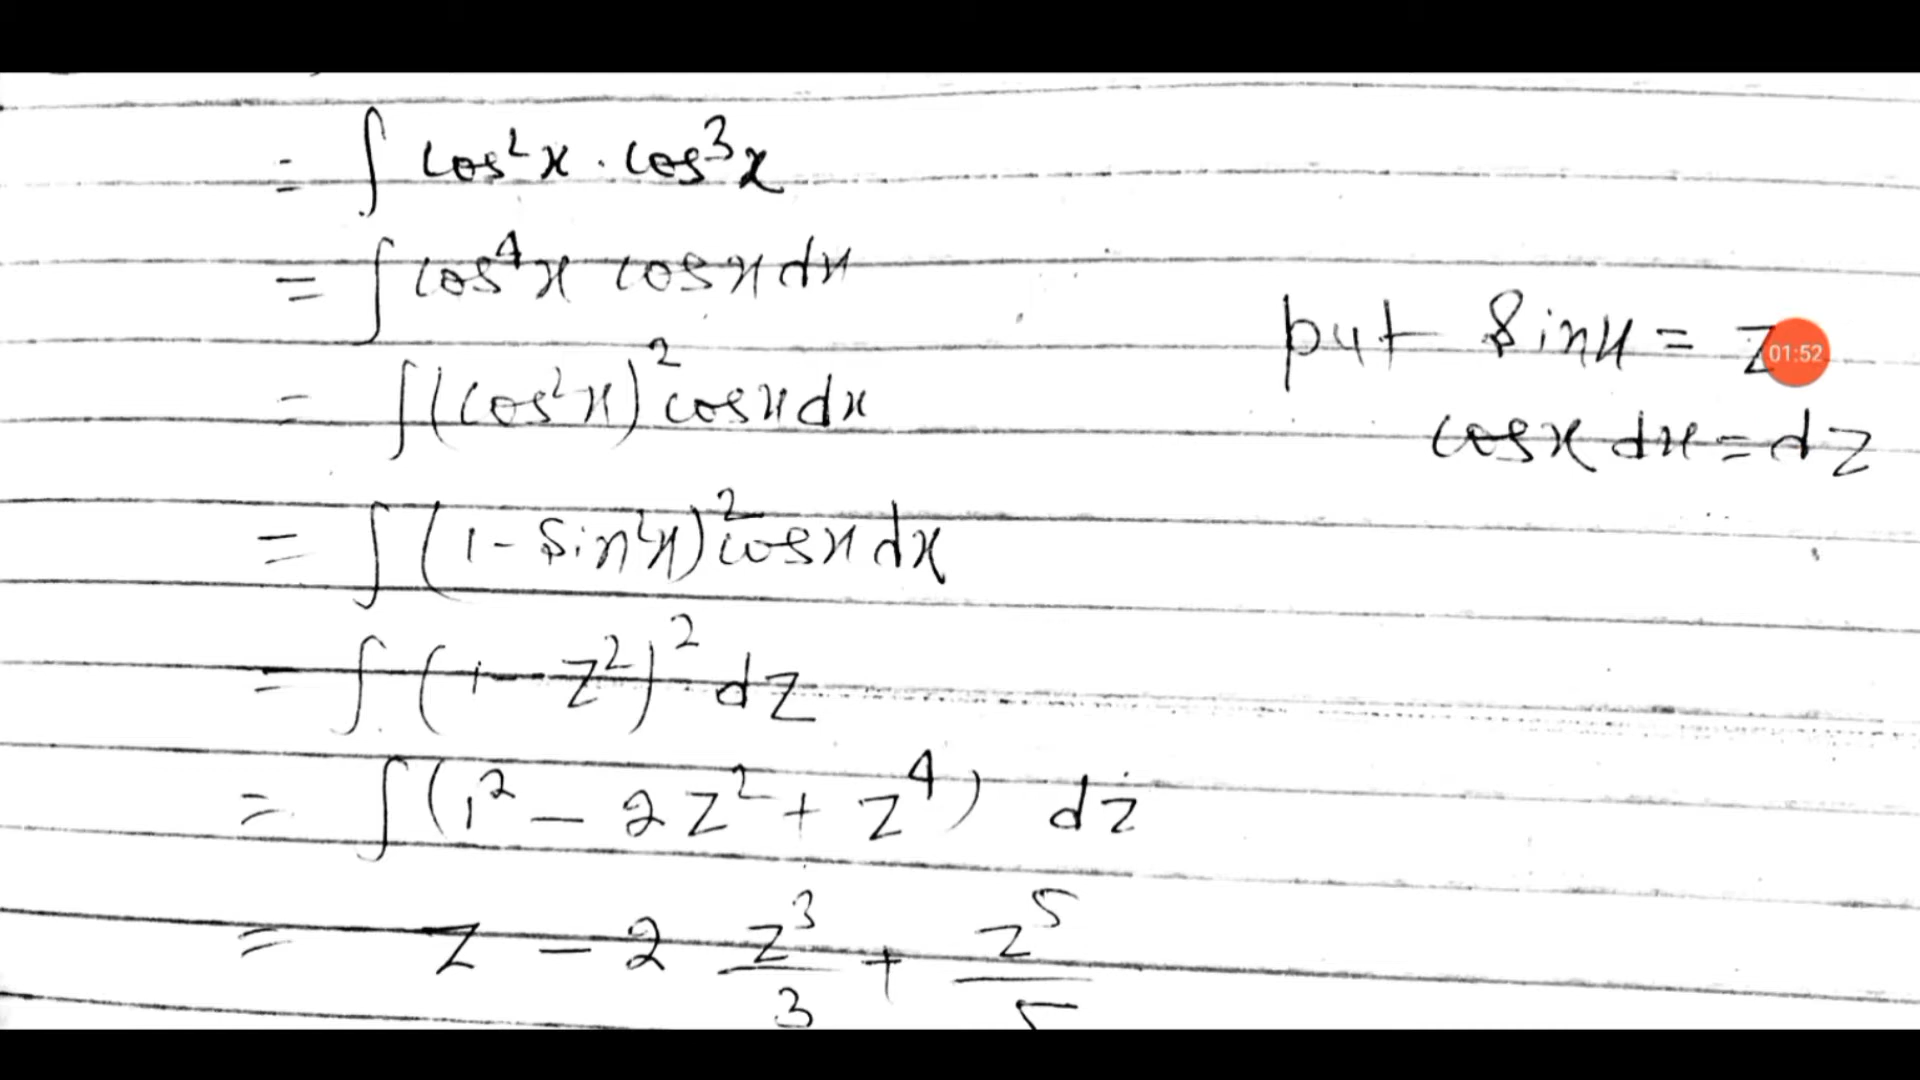 = ∫ cos²x · cos³x
= ∫ cos⁴x cosx dx
= ∫ (cos²x)² cosx dx
put sinx = z
01:52
cosx dx = dz
= ∫ (1 - sin²x)² cosx dx
= ∫ (1 - z²)² dz
= ∫ (1² - 2z² + z⁴) dz
= z - 2 z³/3 + z⁵/5